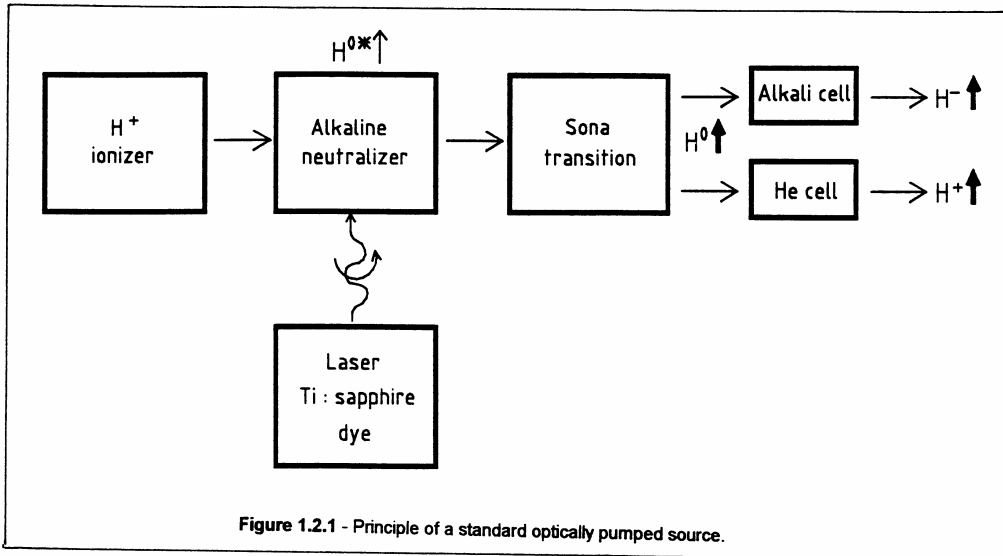 H⁰*↑
H⁺
ionizer
Alkaline
neutralizer
Sona
transition
H⁰↑
Alkali cell
H⁻↑
He cell
H⁺↑
Laser
Ti : sapphire
dye
Figure 1.2.1 - Principle of a standard optically pumped source.